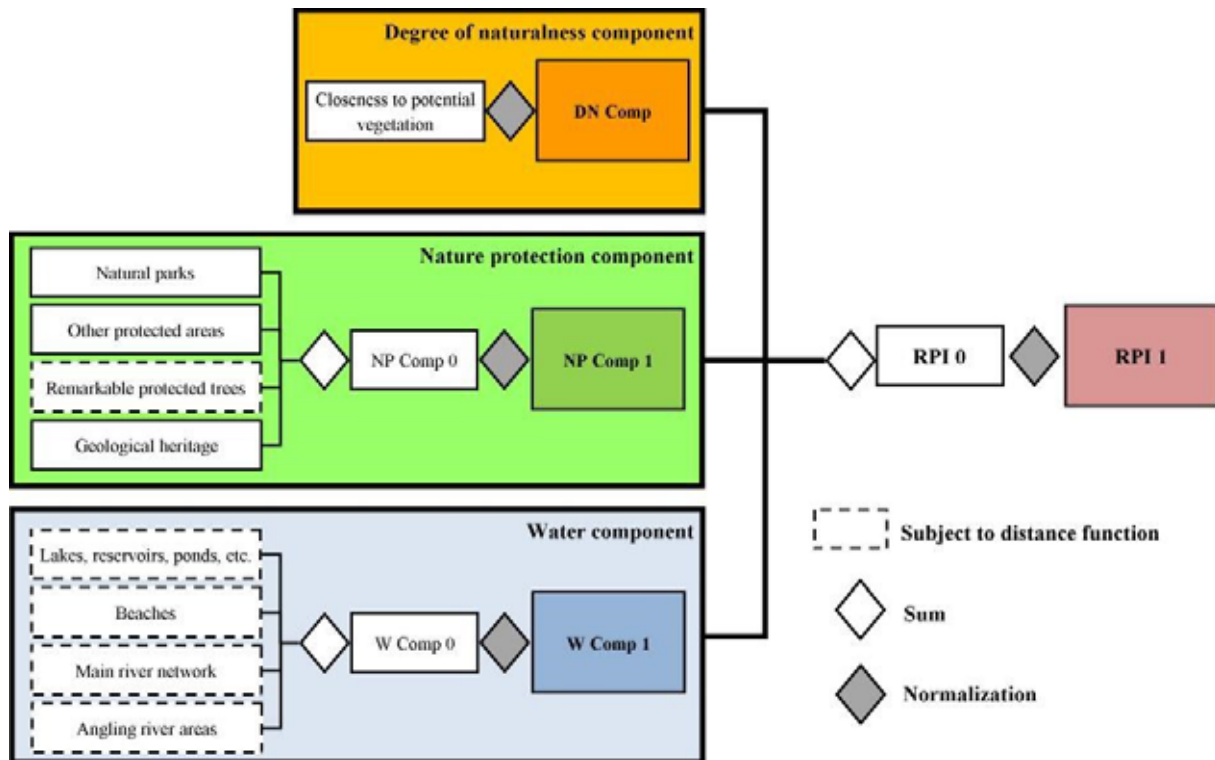 Degree of naturalness component
Closeness to potential
vegetation
DN Comp
Nature protection component
Natural parks
Other protected areas
Remarkable protected trees
Geological heritage
NP Comp 0
NP Comp 1
RPI 0
RPI 1
Water component
Lakes, reservoirs, ponds, etc.
Beaches
Main river network
Angling river areas
W Comp 0
W Comp 1
Subject to distance function
Sum
Normalization